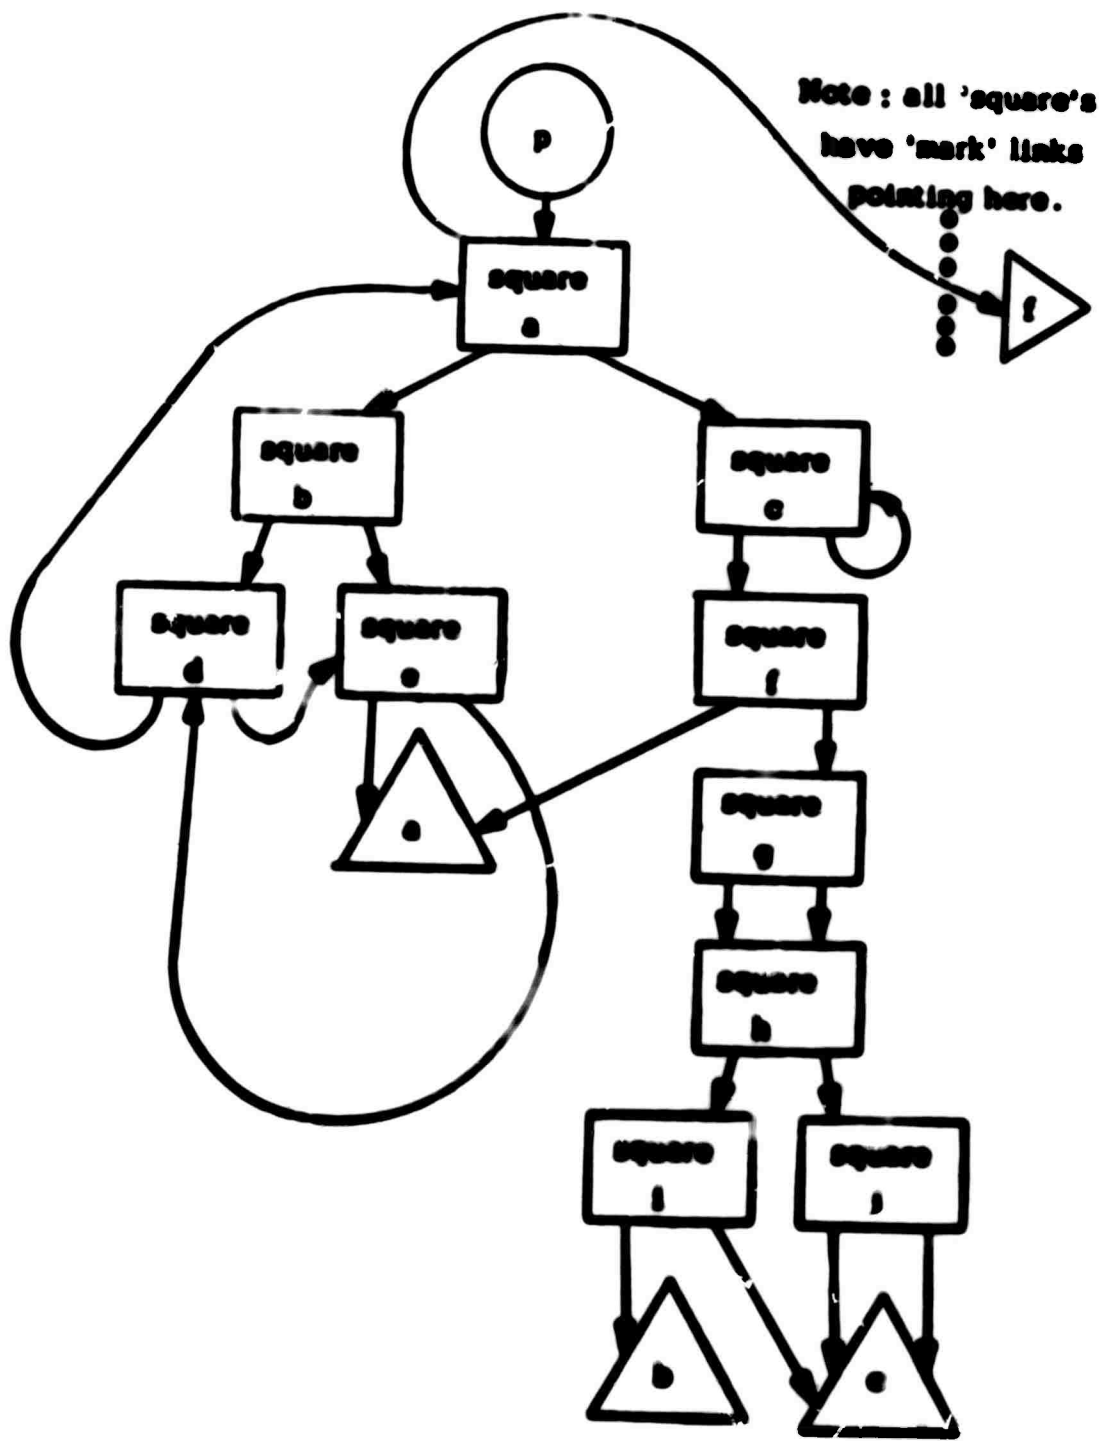 p
Note : all 'square's
have 'mark' links
pointing here.
square
a
f
square
b
square
c
square
d
square
e
square
f
a
square
g
square
h
square
i
square
j
b
c